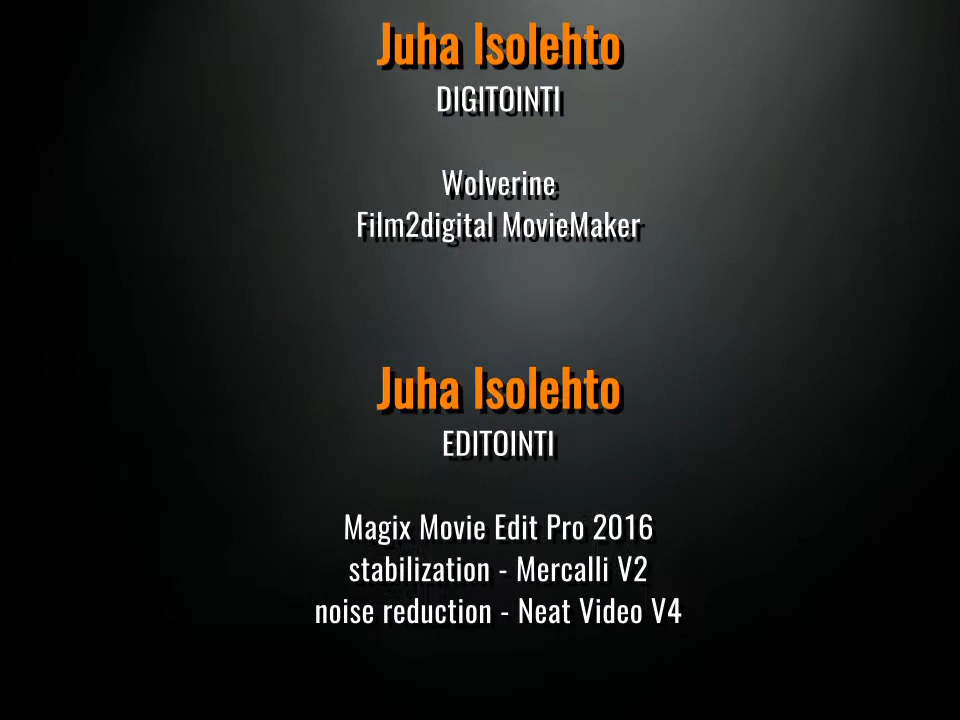 Juha Isolehto
DIGITOINTI
Wolverine
Film2digital MovieMaker
Juha Isolehto
EDITOINTI
Magix Movie Edit Pro 2016
stabilization - Mercalli V2
noise reduction - Neat Video V4